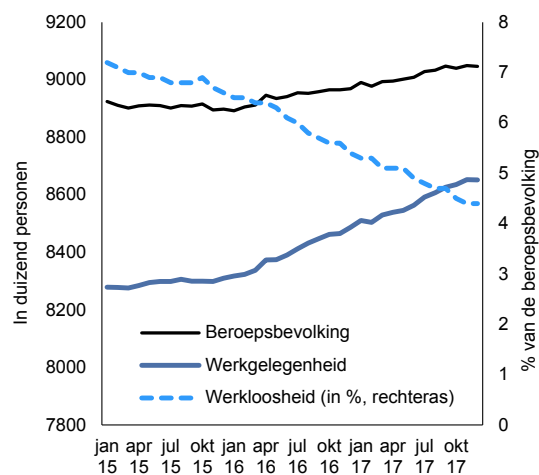 In duizend personen
9200
9000
8800
8600
8400
8200
8000
7800
8
7
6
5
4
3
2
1
0
% van de beroepsbevolking
Beroepsbevolking
Werkgelegenheid
Werkloosheid (in %, rechteras)
jan apr jul okt jan apr jul okt jan apr jul okt
15 15 15 15 16 16 16 16 17 17 17 17